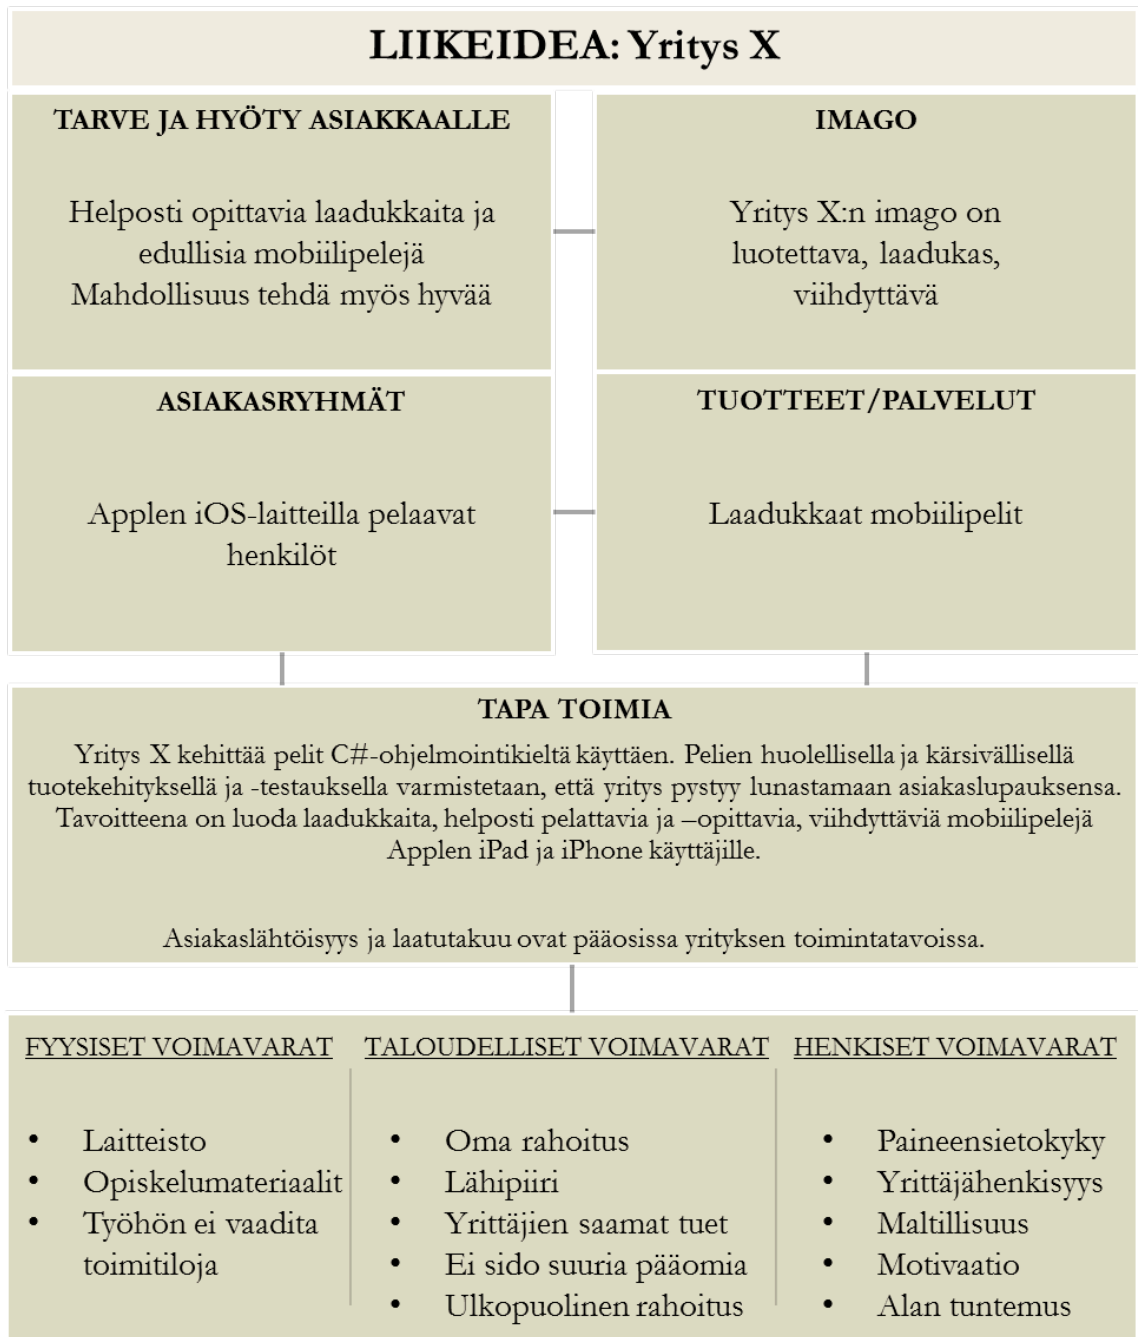 LIIKEIDEA: Yritys X
TARVE JA HYÖTY ASIAKKAALLE
Helposti opittavia laadukkaita ja
edullisia mobiilipelejä
Mahdollisuus tehdä myös hyvää
IMAGO
Yritys X:n imago on
luotettava, laadukas,
viihdyttävä
ASIAKASRYHMÄT
Applen iOS-laitteilla pelaavat
henkilöt
TUOTTEET/PALVELUT
Laadukkaat mobiilipelit
TAPA TOIMIA
Yritys X kehittää pelit C#-ohjelmointikieltä käyttäen. Pelien huolellisella ja kärsivällisellä
tuotekehityksellä ja -testauksella varmistetaan, että yritys pystyy lunastamaan asiakaslupauksensa.
Tavoitteena on luoda laadukkaita, helposti pelattavia ja –opittavia, viihdyttäviä mobiilipelejä
Applen iPad ja iPhone käyttäjille.
Asiakaslähtöisyys ja laatutakuu ovat pääosissa yrityksen toimintatavoissa.
FYYSISET VOIMAVARAT
• Laitteisto
• Opiskelumateriaalit
• Työhön ei vaadita
toimitiloja
TALOUDELLISET VOIMAVARAT
• Oma rahoitus
• Lähipiiri
• Yrittäjien saamat tuet
• Ei sido suuria pääomia
• Ulkopuolinen rahoitus
HENKISET VOIMAVARAT
• Paineensietokyky
• Yrittäjähenkisyys
• Maltillisuus
• Motivaatio
• Alan tuntemus